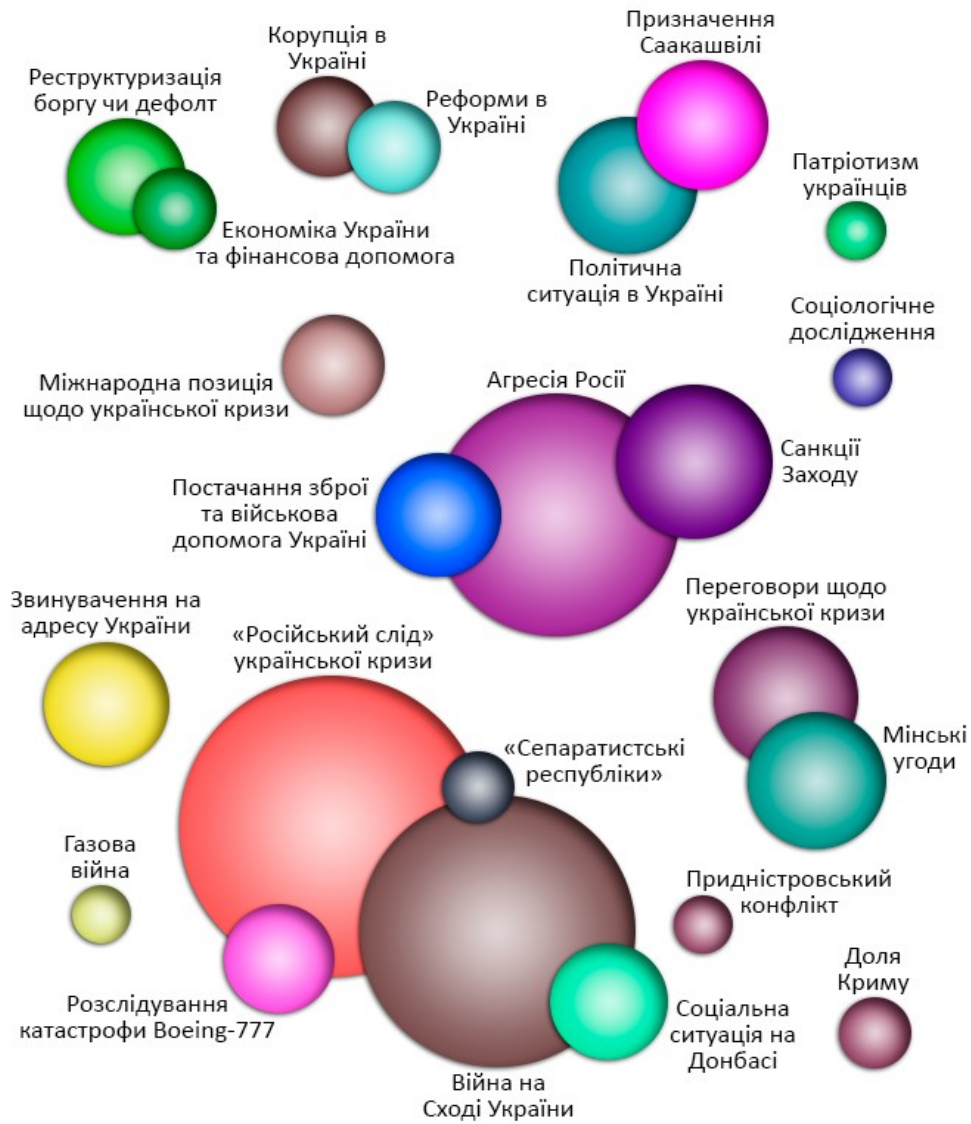 Корупція в
Україні
Призначення
Саакашвілі
Реструктуризація
боргу чи дефолт
Реформи в
Україні
Патріотизм
українців
Економіка України
та фінансова допомога
Політична
ситуація в Україні
Соціологічне
дослідження
Міжнародна позиція
щодо української кризи
Агресія Росії
Санкції
Заходу
Постачання зброї
та військова
допомога Україні
Звинувачення на
адресу України
«Російський слід»
української кризи
Переговори щодо
української кризи
«Сепаратистські
республіки»
Мінські
угоди
Газова
війна
Придністровський
конфлікт
Доля
Криму
Розслідування
катастрофи Boeing-777
Соціальна
ситуація на
Донбасі
Війна на
Сході України